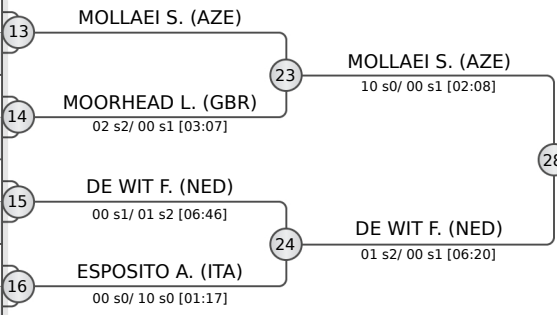 13
MOLLAEI S. (AZE)
MOLLAEI S. (AZE)
23
10 s0/ 00 s1 [02:08]
MOORHEAD L. (GBR)
14
02 s2/ 00 s1 [03:07]
28
DE WIT F. (NED)
15
00 s1/ 01 s2 [06:46]
DE WIT F. (NED)
24
01 s2/ 00 s1 [06:20]
ESPOSITO A. (ITA)
16
00 s0/ 10 s0 [01:17]